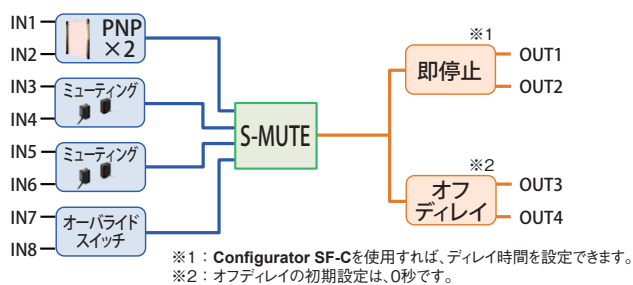 IN1
PNP
×2
IN2
IN3
ミューティング
IN4
IN5
ミューティング
IN6
IN7
オーバライド
スイッチ
IN8
S-MUTE
※1
即停止
OUT1
OUT2
※2
オフ
ディレイ
OUT3
OUT4
※1：Configurator SF-Cを使用すれば、ディレイ時間を設定できます。
※2：オフディレイの初期設定は、0秒です。